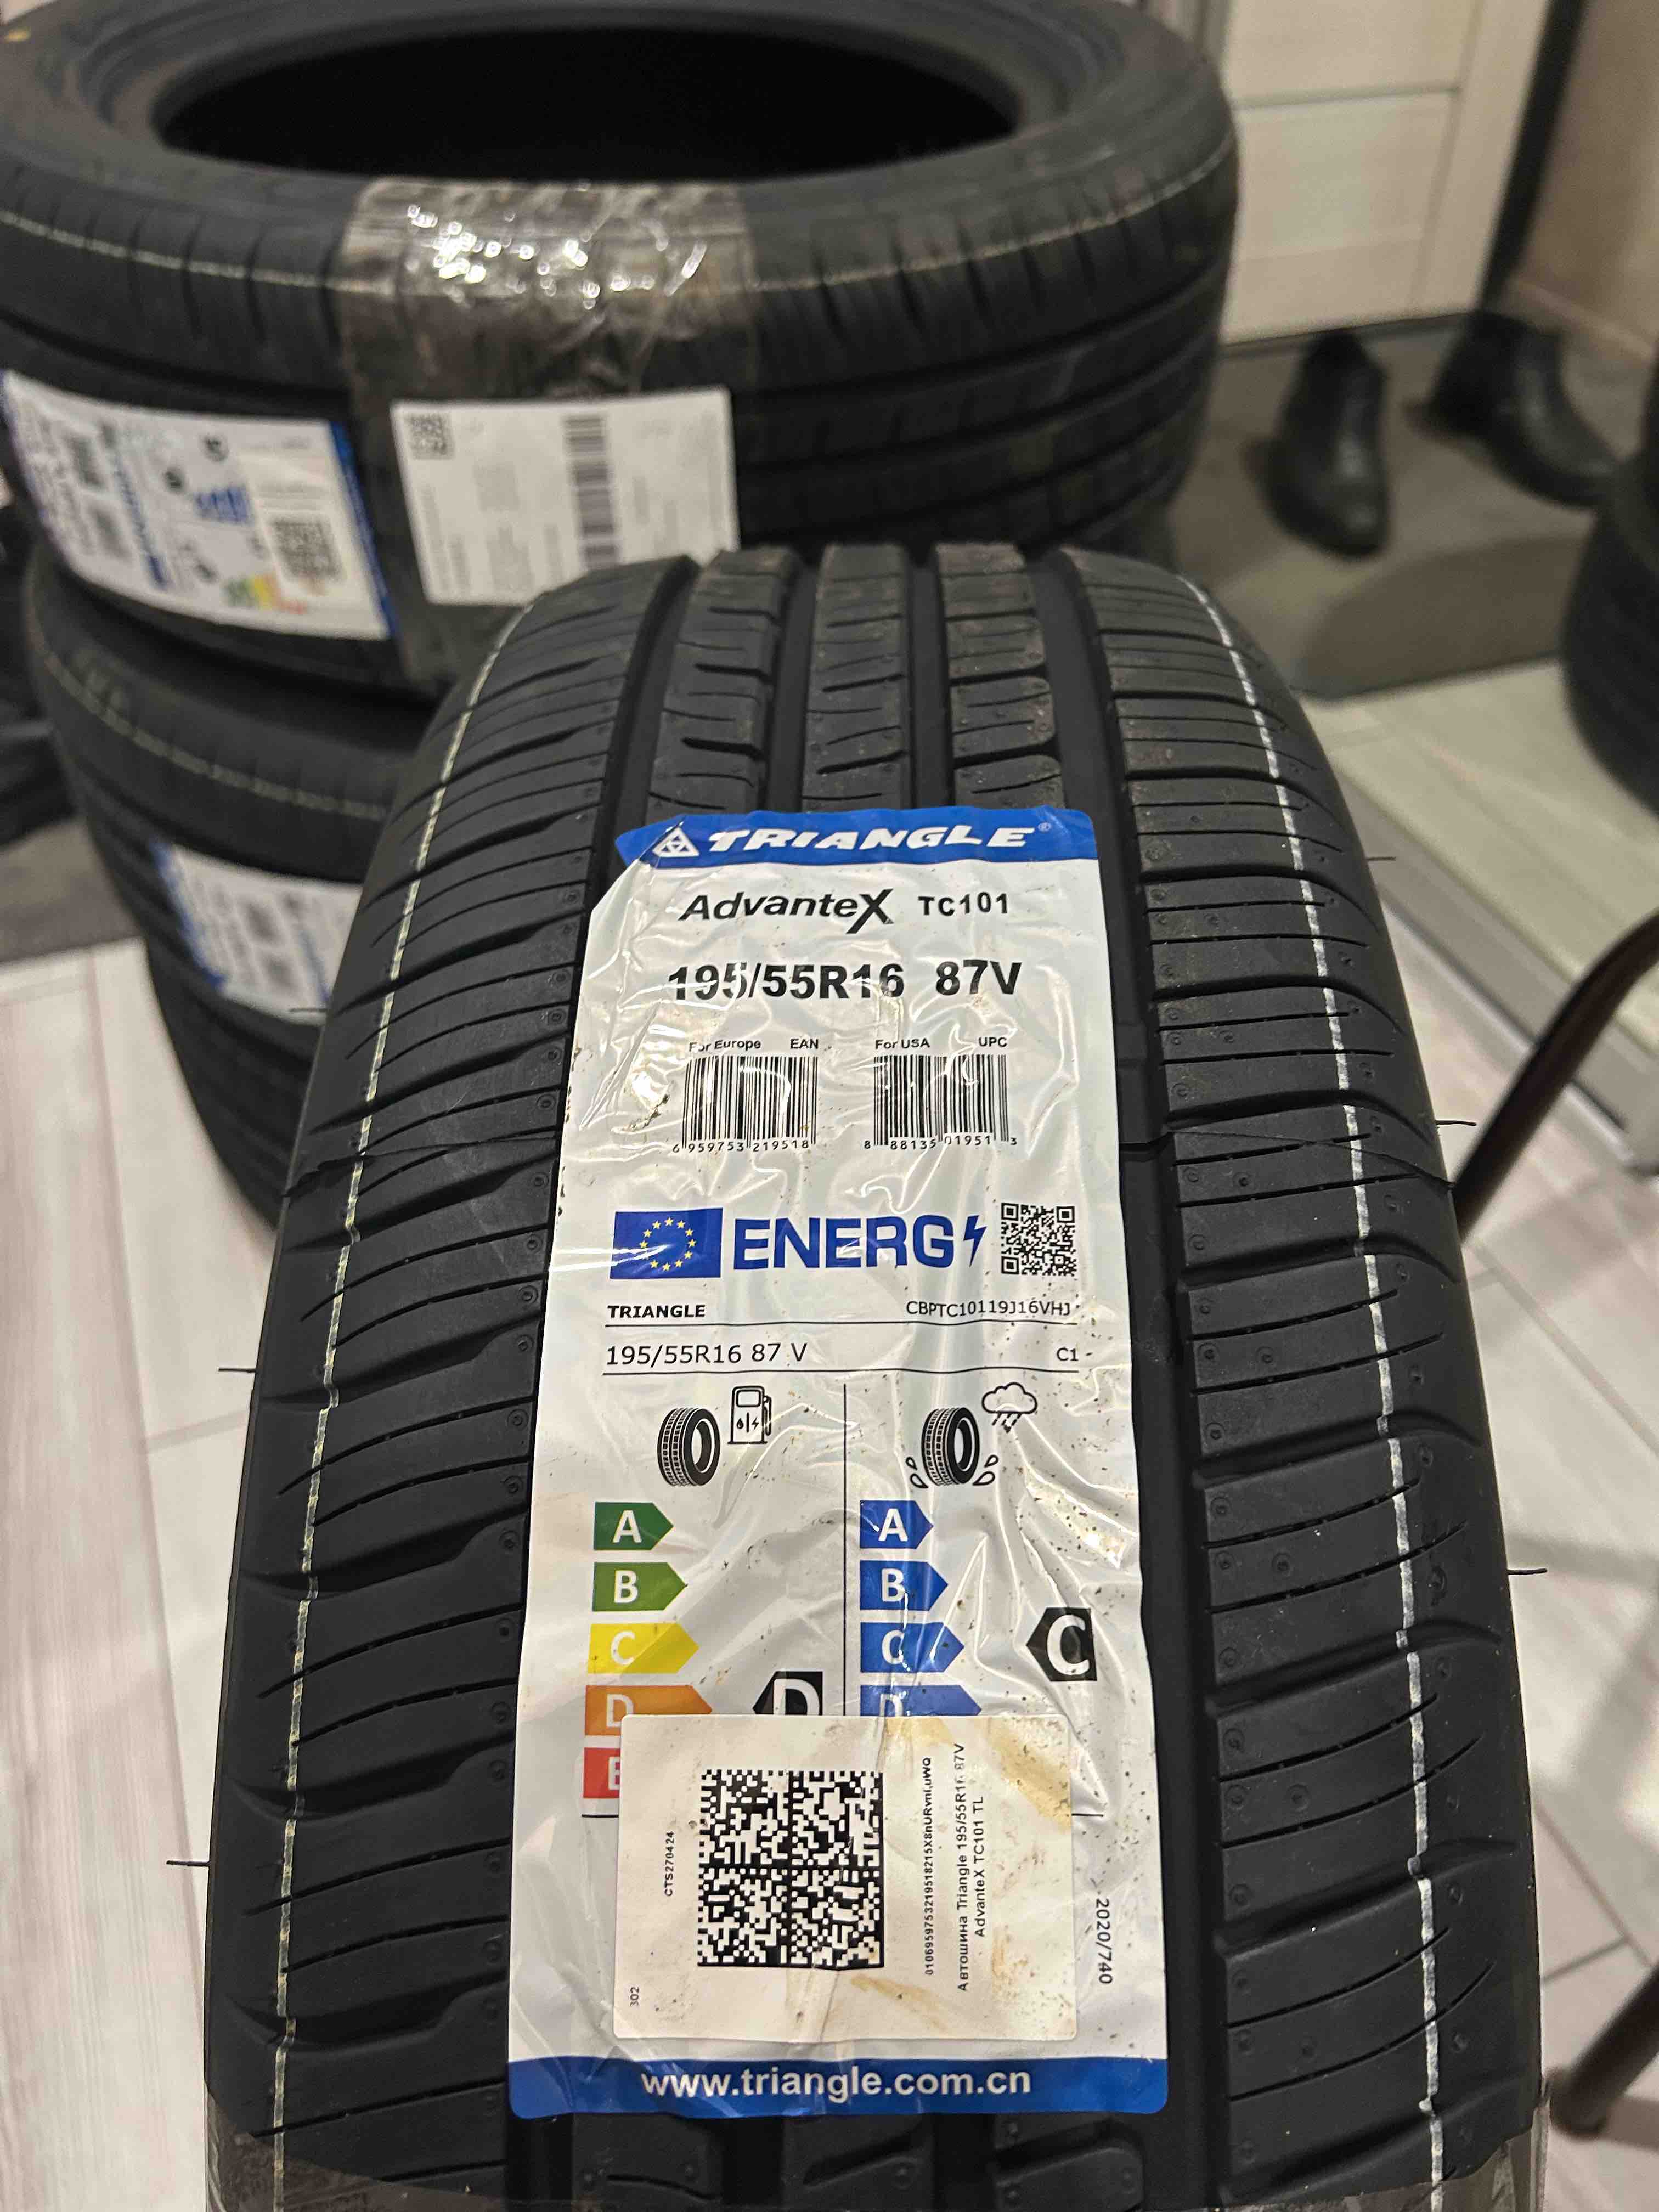 TRIANGLE®
AdvanteX TC101
195/55R16 87V
For Europe EAN
For USA UPC
6 959753 219518
8 88135 01951 3
ENERG
TRIANGLE
CBPTC10119J16VHJ
195/55R16 87 V
C1
A
B
C
D
E
D
A
B
C
D
C
CTS270424
302
Автошина Triangle 195/55R16 87V
AdvanteX TC101 TL
2020/740
www.triangle.com.cn